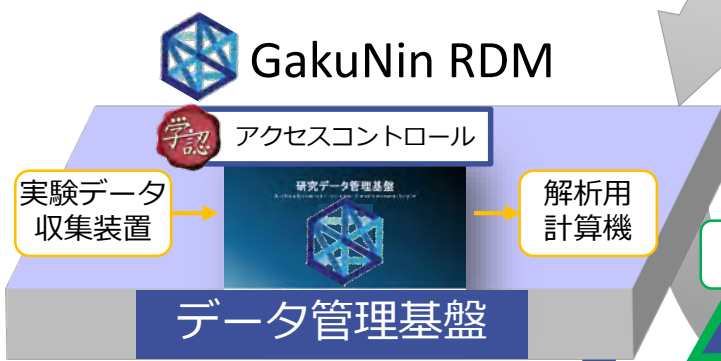 GakuNin RDM
学認
アクセスコントロール
実験データ
収集装置
研究データ管理基盤
解析用
計算機
データ管理基盤